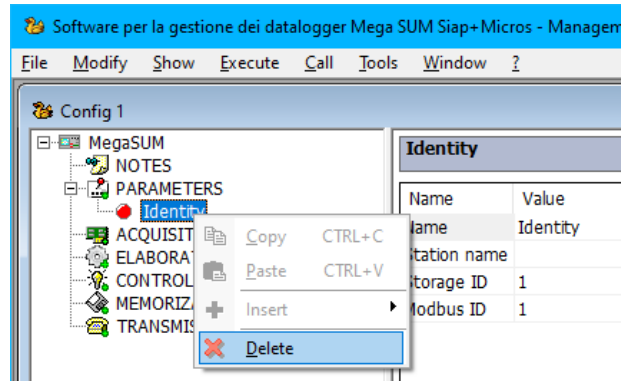 Software per la gestione dei datalogger Mega SUM Siap+Micros - Managem
File Modify Show Execute Call Tools Window ?
Config 1
MegaSUM
NOTES
PARAMETERS
Identity
ACQUISIT
ELABORA
CONTROL
MEMORIZ
TRANSMIS
Copy CTRL+C
Paste CTRL+V
Insert
Delete
Identity
Name Value
Name Identity
Station name
Storage ID 1
Modbus ID 1